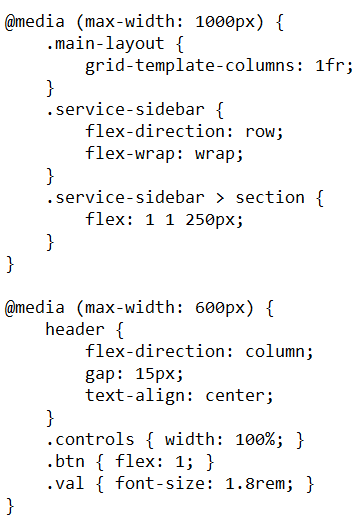 @media (max-width: 1000px) {
    .main-layout {
        grid-template-columns: 1fr;
    }
    .service-sidebar {
        flex-direction: row;
        flex-wrap: wrap;
    }
    .service-sidebar > section {
        flex: 1 1 250px;
    }
}

@media (max-width: 600px) {
    header {
        flex-direction: column;
        gap: 15px;
        text-align: center;
    }
    .controls { width: 100%; }
    .btn { flex: 1; }
    .val { font-size: 1.8rem; }
}